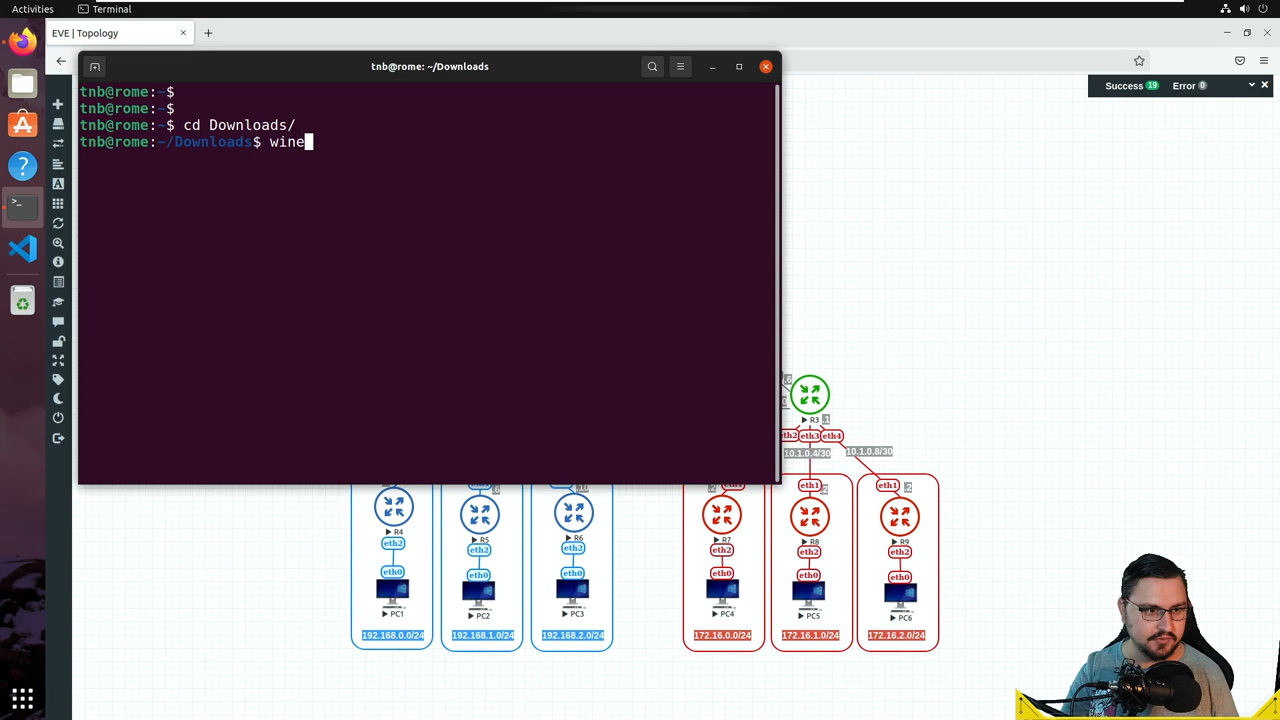 Activities
Terminal
EVE | Topology
tnb@rome: ~/Downloads
Success 19 Error 0
tnb@rome:~$
tnb@rome:~$
tnb@rome:~$ cd Downloads/
tnb@rome:~/Downloads$ wine
R3 .1
eth2 eth3 eth4
10.1.0.4/30 10.1.0.8/30
eth1 eth1
R4 R5 R6 R7 R8 R9
eth2 eth2 eth2 eth2 eth2 eth2
eth0 eth0 eth0 eth0 eth0 eth0
PC1 PC2 PC3 PC4 PC5 PC6
192.168.0.0/24 192.168.1.0/24 192.168.2.0/24 172.16.0.0/24 172.16.1.0/24 172.16.2.0/24